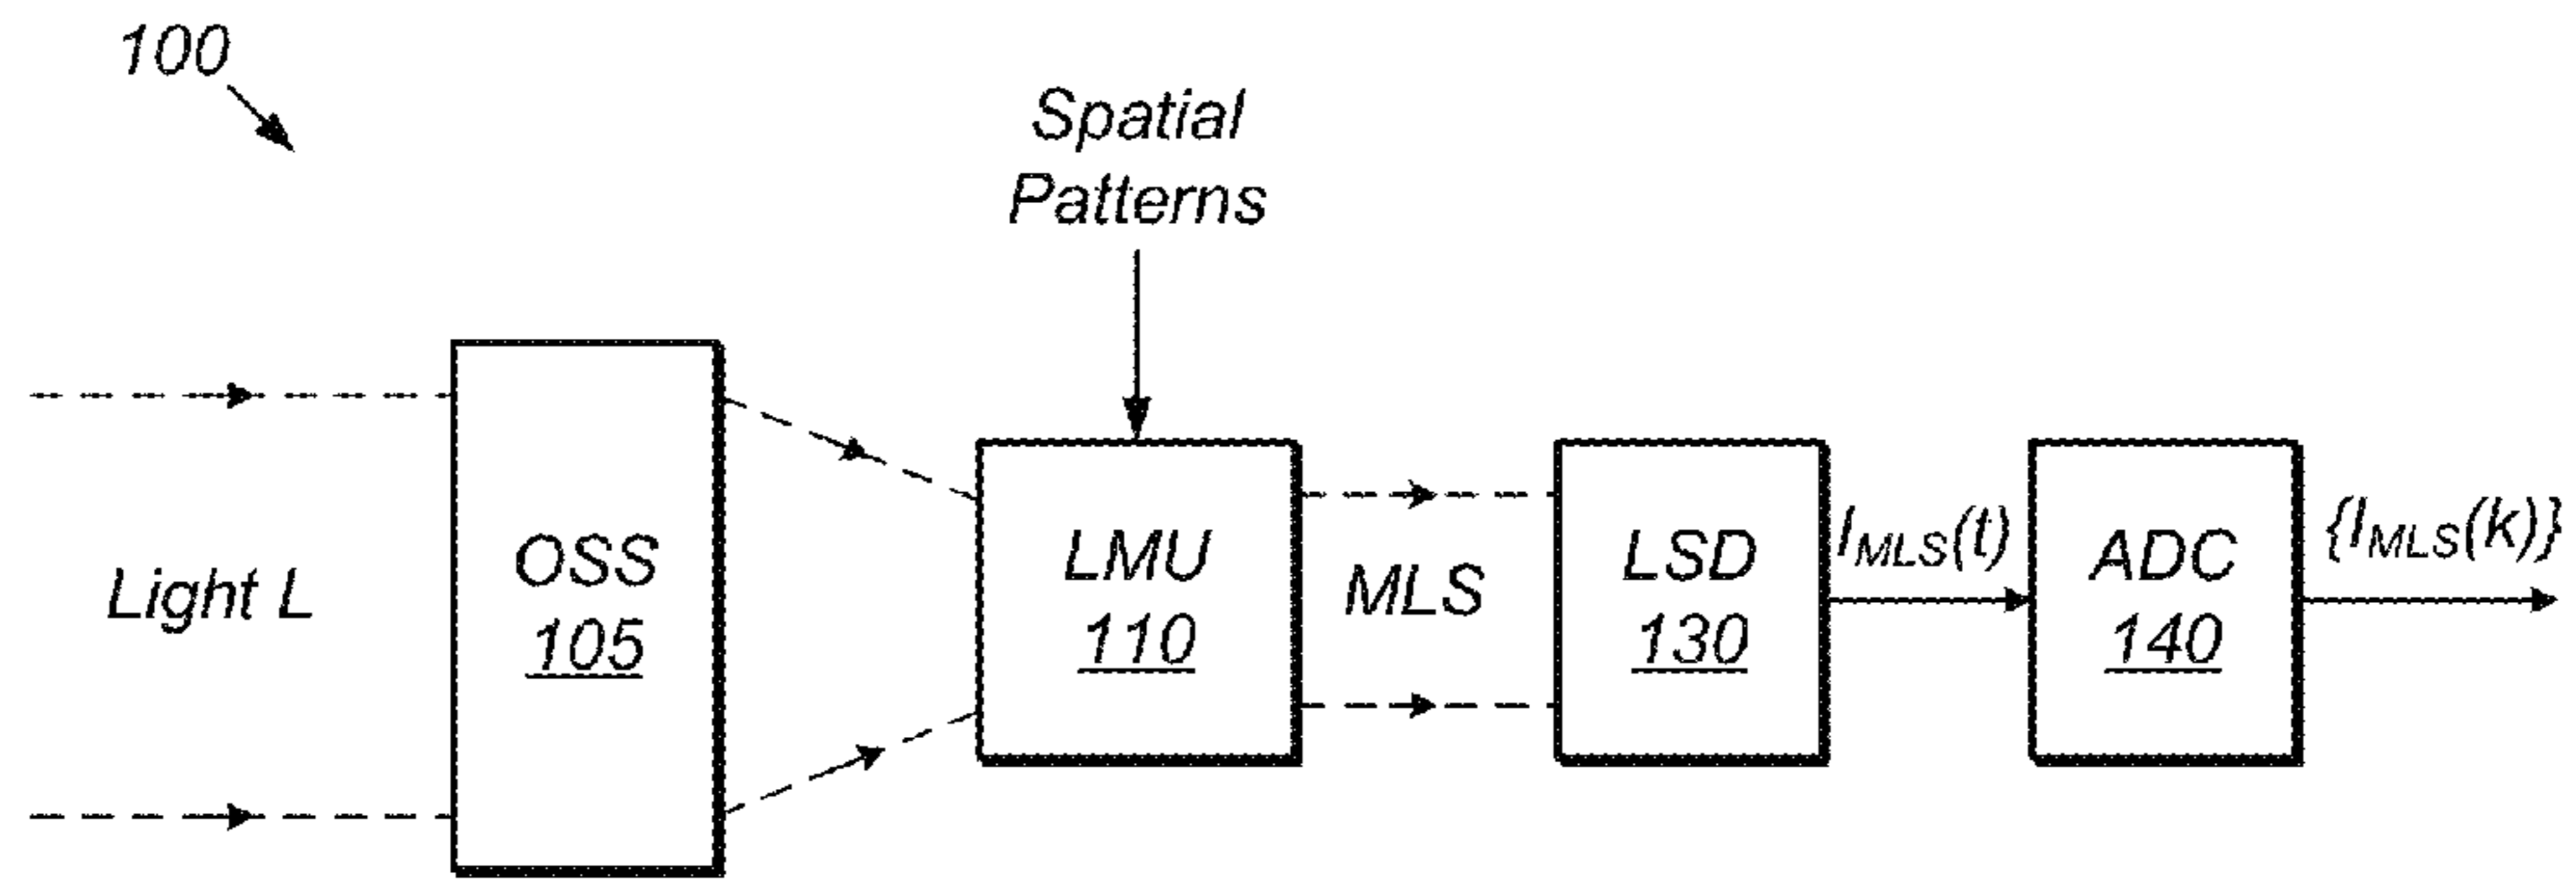 100
Spatial
Patterns
Light L
OSS
105
LMU
110
MLS
LSD
130
I_MLS(t)
ADC
140
{I_MLS(k)}